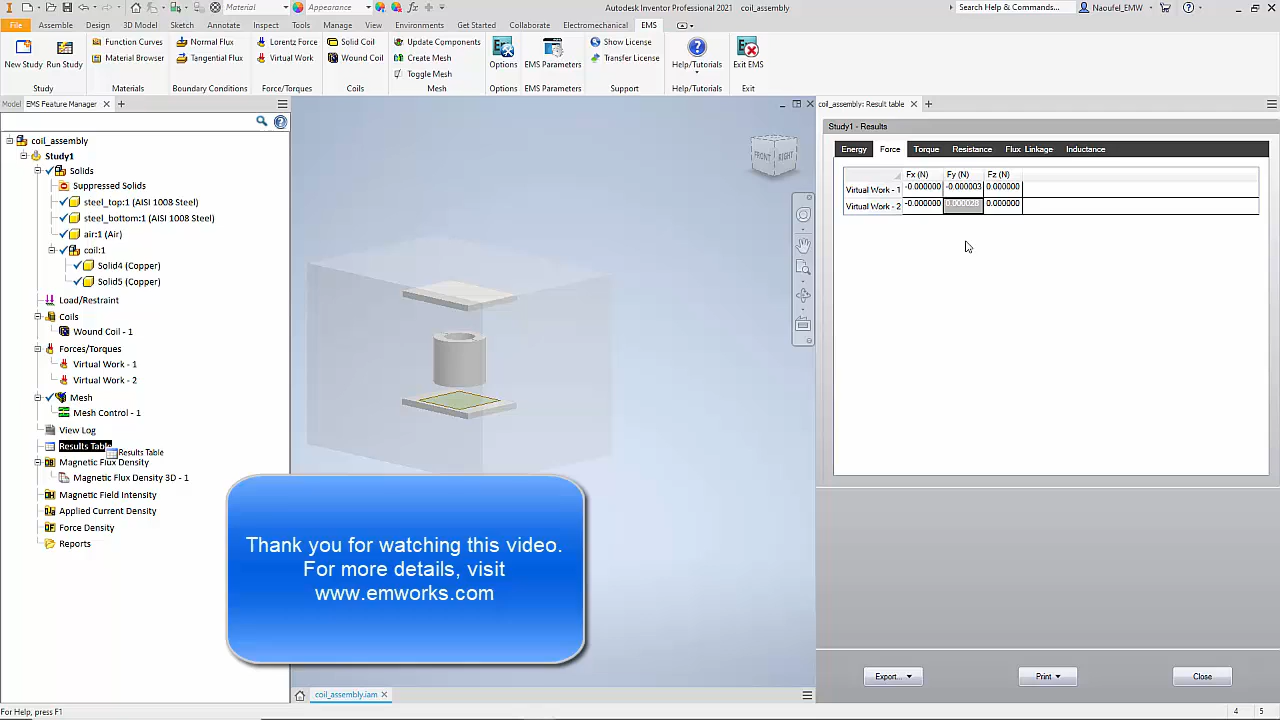 Material
Appearance
Autodesk Inventor Professional 2021 coil_assembly
Search Help & Commands...
Naoufel_EMW
File Assembly Design 3D Model Sketch Annotate Inspect Tools Manage View Environments Get Started Collaborate Electromechanical EMS
New Study
Run Study
Study
Function Curves
Material Browser
Materials
Normal Flux
Tangential Flux
Boundary Conditions
Lorentz Force
Virtual Work
Force/Torques
Solid Coil
Wound Coil
Coils
Update Components
Create Mesh
Toggle Mesh
Mesh
Options
Options
EMS Parameters
EMS Parameters
Show License
Transfer License
Support
Help/Tutorials
Help/Tutorials
Exit EMS
Exit
Model EMS Feature Manager
coil_assembly
Study1
Solids
Suppressed Solids
steel_top:1 (AISI 1008 Steel)
steel_bottom:1 (AISI 1008 Steel)
air:1 (Air)
coil:1
Solid4 (Copper)
Solid5 (Copper)
Load/Restraint
Coils
Wound Coil - 1
Forces/Torques
Virtual Work - 1
Virtual Work - 2
Mesh
Mesh Control - 1
View Log
Results Table
Results Table
Magnetic Flux Density
Magnetic Flux Density 3D - 1
Magnetic Field Intensity
Applied Current Density
Force Density
Reports
FRONT RIGHT
coil_assembly: Result table
Study1 - Results
Energy Force Torque Resistance Flux Linkage Inductance
Fx (N) Fy (N) Fz (N)
Virtual Work - 1 -0.000000 -0.000003 0.000000
Virtual Work - 2 -0.000000 0.000028 0.000000
Thank you for watching this video.
For more details, visit
www.emworks.com
Export... Print Close
coil_assembly.iam
For Help, press F1
4 5